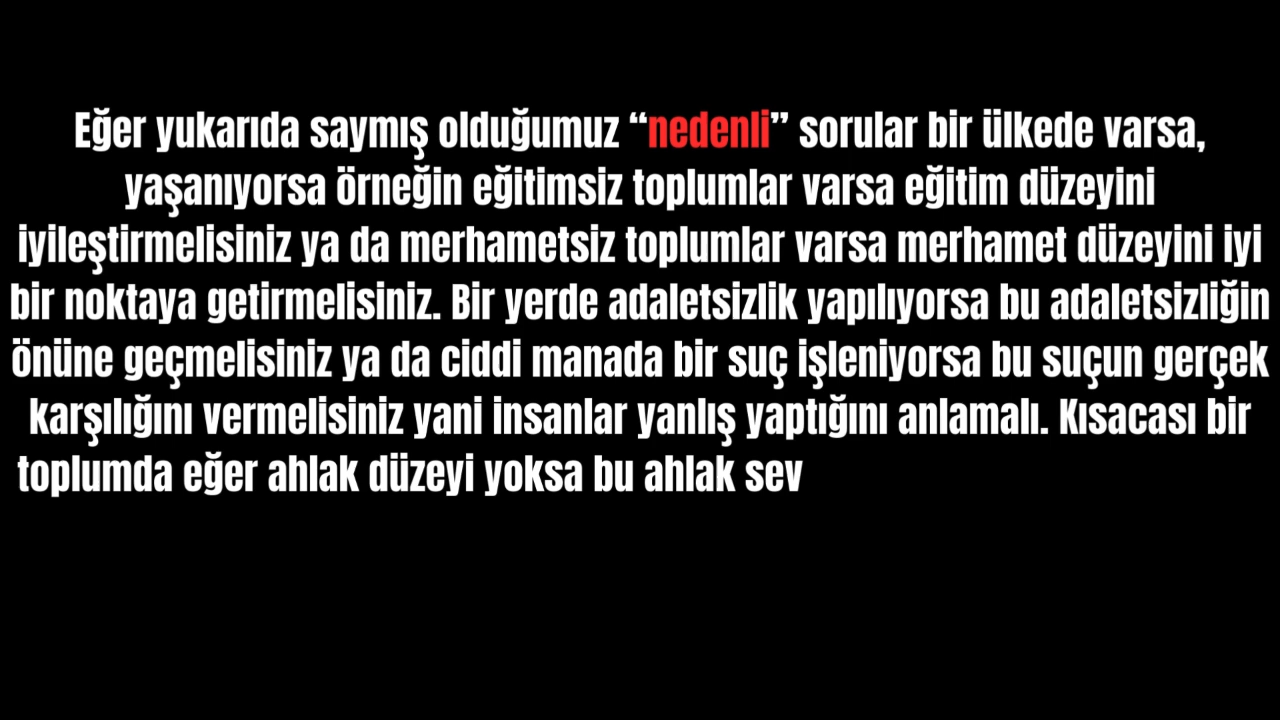 Eğer yukarıda saymış olduğumuz “nedenli” sorular bir ülkede varsa,
yaşanıyorsa örneğin eğitimsiz toplumlar varsa eğitim düzeyini
iyileştirmelisiniz ya da merhametsiz toplumlar varsa merhamet düzeyini iyi
bir noktaya getirmelisiniz. Bir yerde adaletsizlik yapılıyorsa bu adaletsizliğin
önüne geçmelisiniz ya da ciddi manada bir suç işleniyorsa bu suçun gerçek
karşılığını vermelisiniz yani insanlar yanlış yaptığını anlamalı. Kısacası bir
toplumda eğer ahlak düzeyi yoksa bu ahlak sev